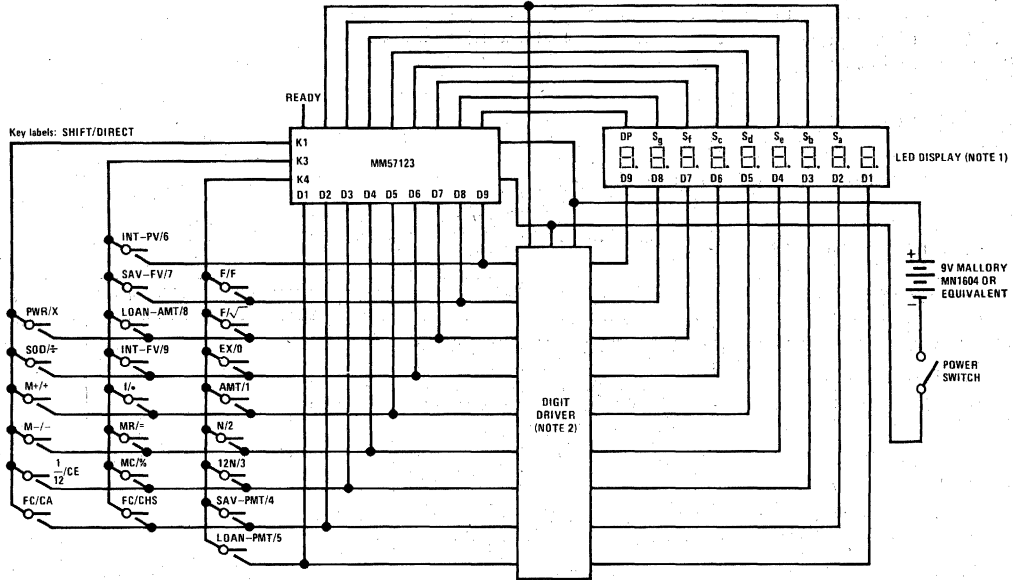 READY
Key labels: SHIFT/DIRECT
K1
K3
K4
MM57123
D1 D2 D3 D4 D5 D6 D7 D8 D9
DP Sg Sf Sc Sd Se Sb Sa
D9 D8 D7 D6 D5 D4 D3 D2 D1
LED DISPLAY (NOTE 1)
INT-PV/6
SAV-FV/7
F/F
PWR/X
LOAN-AMT/8
F/√
SOD/÷
INT-FV/9
EX/0
M+/+
I/•
AMT/1
M-/-
MR/=
N/2
1/12/CE
MC/%
12N/3
FC/CA
FC/CHS
SAV-PMT/4
LOAN-PMT/5
DIGIT
DRIVER
(NOTE 2)
+
9V MALLORY
MN1604 OR
EQUIVALENT
−
POWER
SWITCH